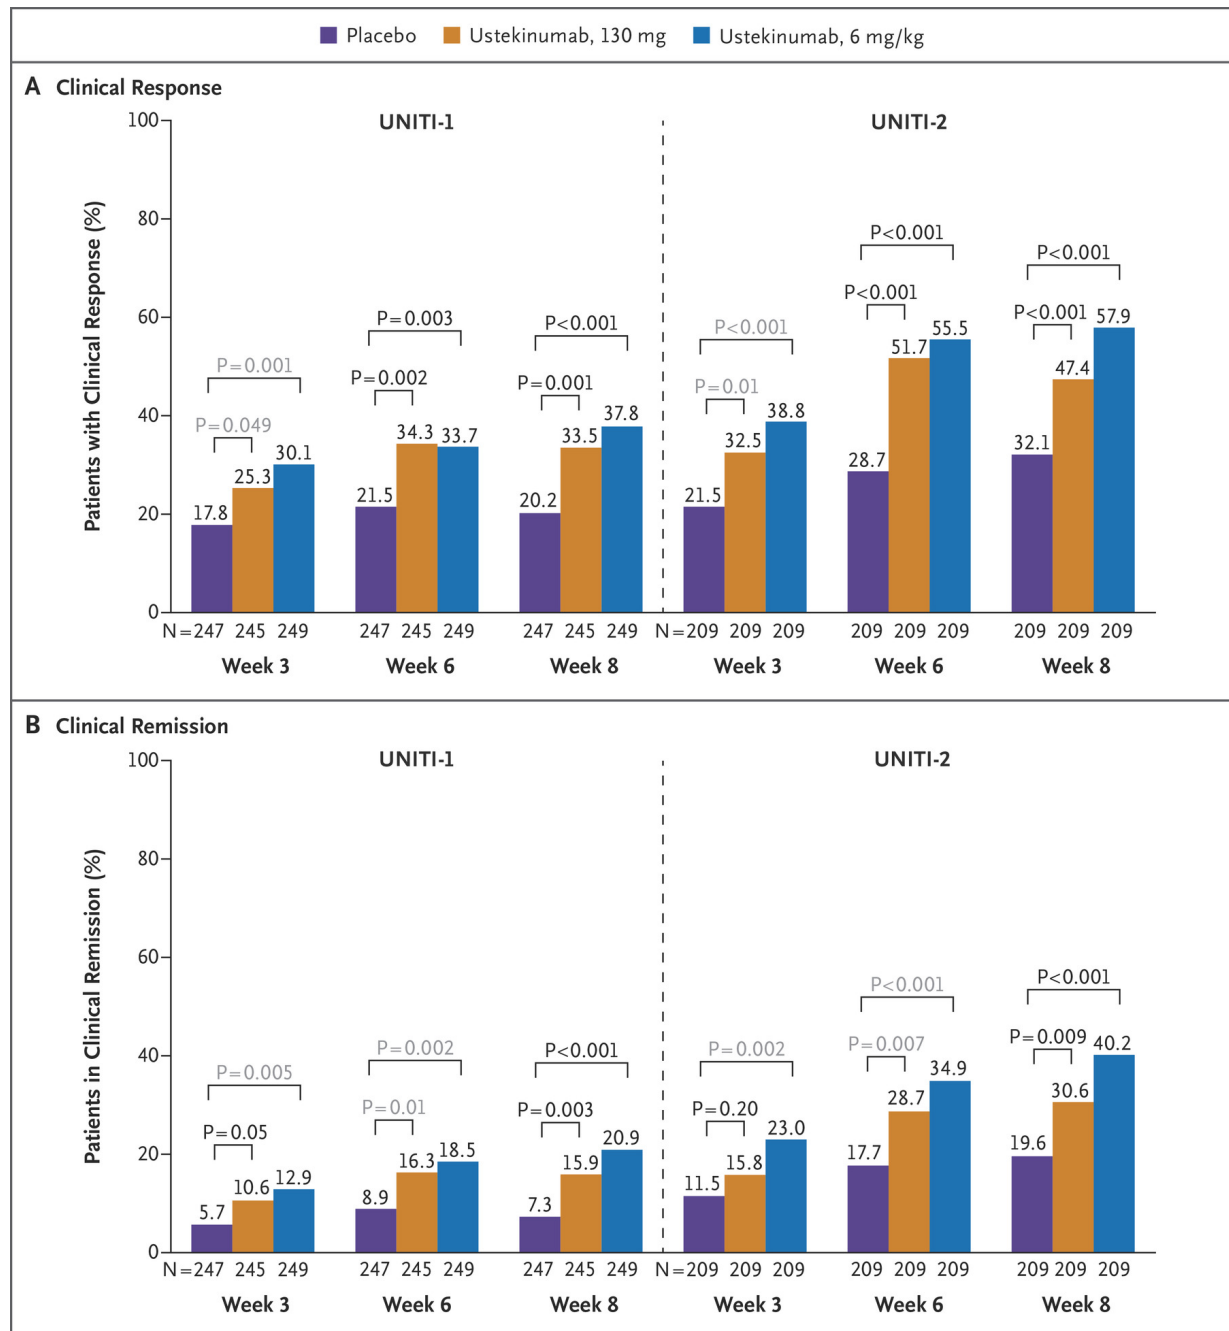 Placebo Ustekinumab, 130 mg Ustekinumab, 6 mg/kg
A Clinical Response
UNITI-1 UNITI-2
Patients with Clinical Response (%)
100
80
60
40
20
0
P=0.001
P=0.049
17.8 25.3 30.1
P=0.003
P=0.002
21.5 34.3 33.7
P<0.001
P=0.001
20.2 33.5 37.8
P<0.001
P=0.01
21.5 32.5 38.8
P<0.001
P<0.001
28.7 51.7 55.5
P<0.001
P<0.001
32.1 47.4 57.9
N=247 245 249 247 245 249 247 245 249 N=209 209 209 209 209 209 209 209 209
Week 3 Week 6 Week 8 Week 3 Week 6 Week 8
B Clinical Remission
UNITI-1 UNITI-2
Patients in Clinical Remission (%)
100
80
60
40
20
0
P=0.005
P=0.05
5.7 10.6 12.9
P=0.002
P=0.01
8.9 16.3 18.5
P<0.001
P=0.003
7.3 15.9 20.9
P=0.002
P=0.20
11.5 15.8 23.0
P<0.001
P=0.007
17.7 28.7 34.9
P<0.001
P=0.009
19.6 30.6 40.2
N=247 245 249 247 245 249 247 245 249 N=209 209 209 209 209 209 209 209 209
Week 3 Week 6 Week 8 Week 3 Week 6 Week 8